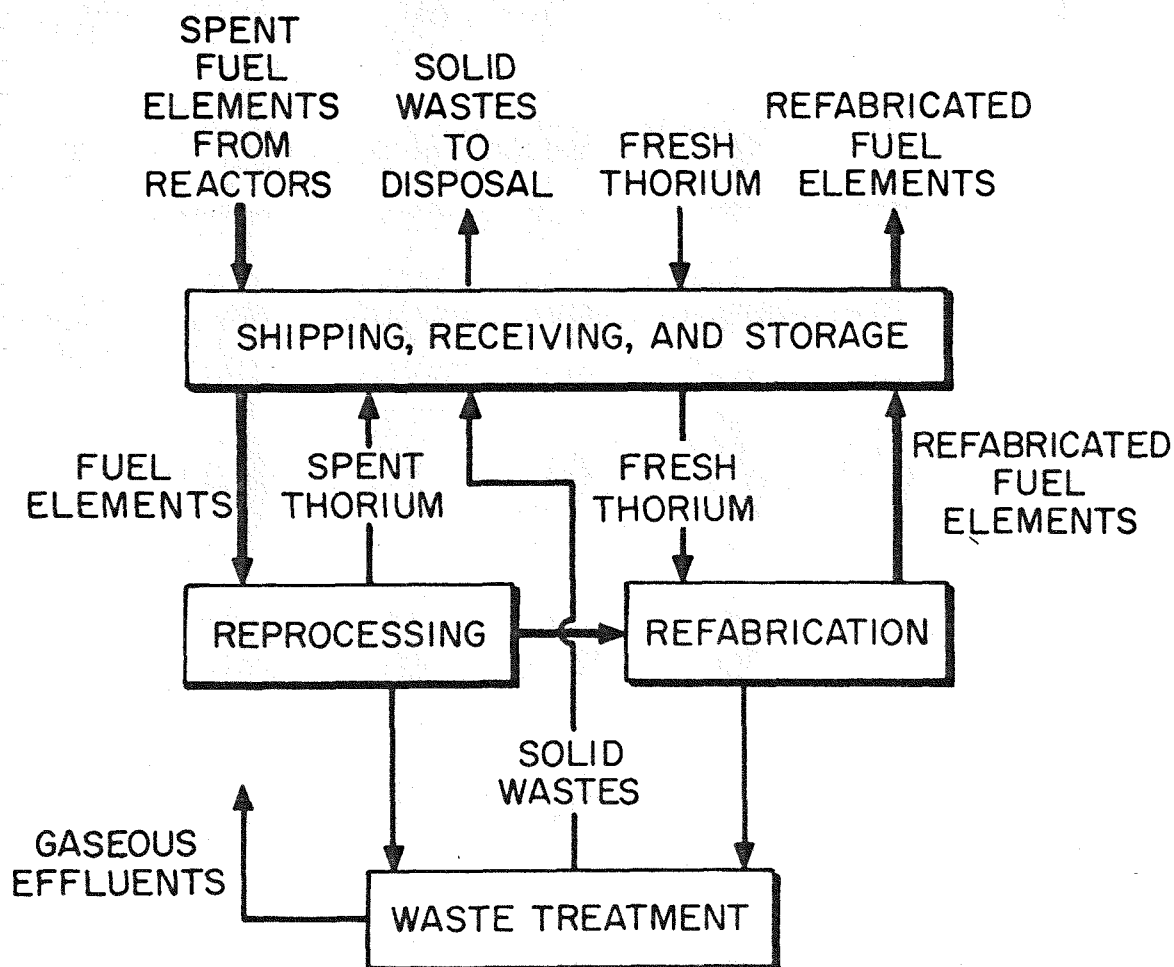 SPENT
FUEL
ELEMENTS
FROM
REACTORS
SOLID
WASTES
TO
DISPOSAL
FRESH
THORIUM
REFABRICATED
FUEL
ELEMENTS
SHIPPING, RECEIVING, AND STORAGE
FUEL
ELEMENTS
SPENT
THORIUM
FRESH
THORIUM
REFABRICATED
FUEL
ELEMENTS
REPROCESSING
REFABRICATION
SOLID
WASTES
GASEOUS
EFFLUENTS
WASTE TREATMENT